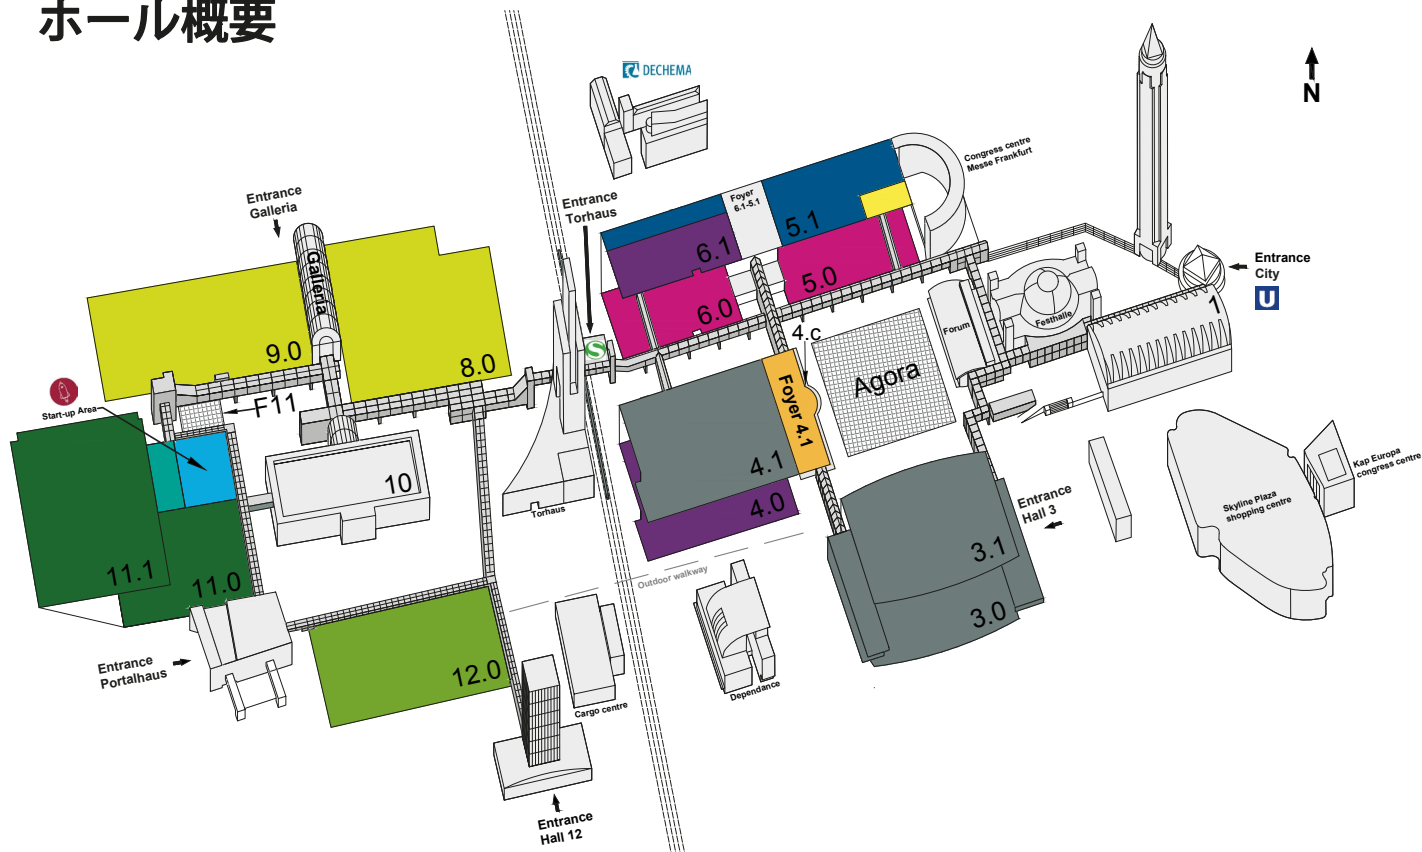 ホール概要
DECHEMA
N
Congress centre
Messe Frankfurt
Entrance
Galleria
Entrance
Torhaus
Foyer
6.1-5.1
5.1
6.1
Galleria
Entrance
City
U
5.0
6.0
S
Festhalle
Forum
1
4.c
9.0
8.0
Agora
Foyer 4.1
Start-up Area
F11
4.1
10
4.0
Torhaus
Kap Europa
congress centre
Skyline Plaza
shopping centre
Entrance
Hall 3
3.1
11.1
11.0
Outdoor walkway
3.0
Entrance
Portalhaus
12.0
Dependance
Cargo centre
Entrance
Hall 12